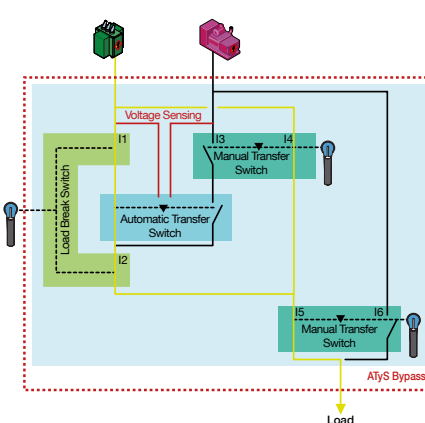 Voltage Sensing
I1
I3
I4
Manual Transfer
Switch
Load Break Switch
Automatic Transfer
Switch
I2
I5
I6
Manual Transfer
Switch
ATyS Bypass
Load